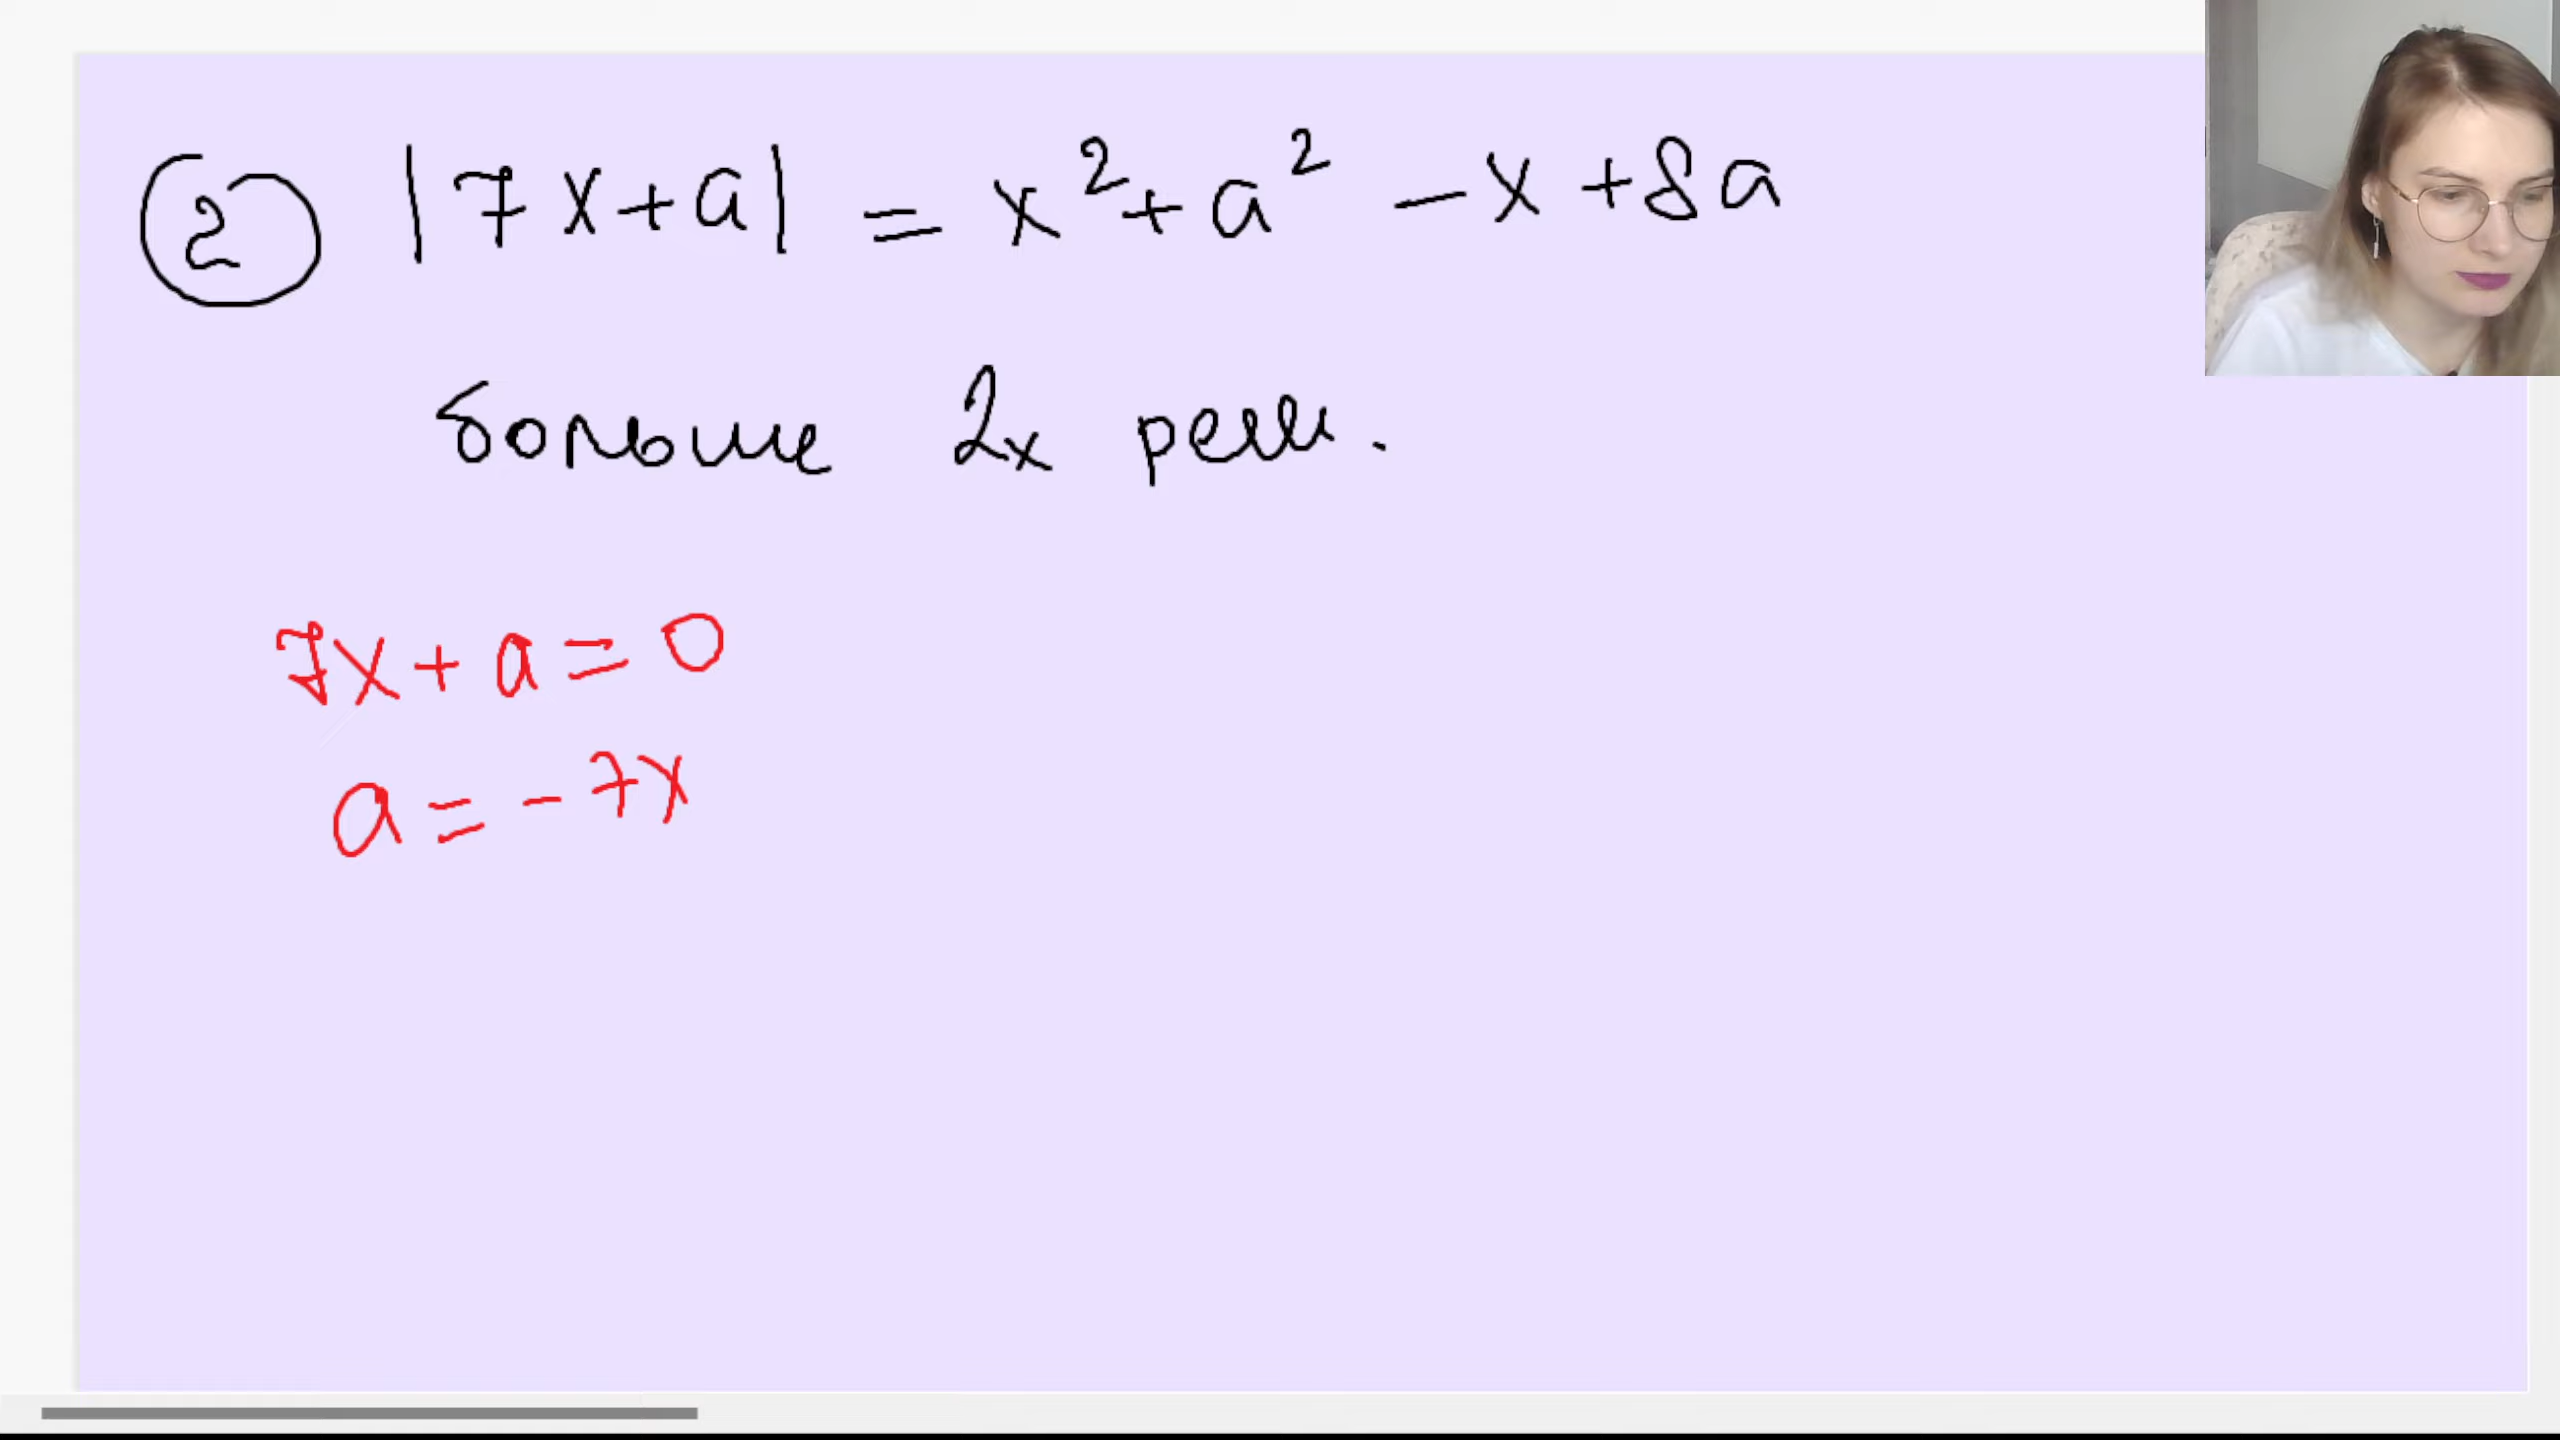 ② |7x+a| = x²+a² -x +8a
больше 2х реш.
7x+a=0
a=-7x